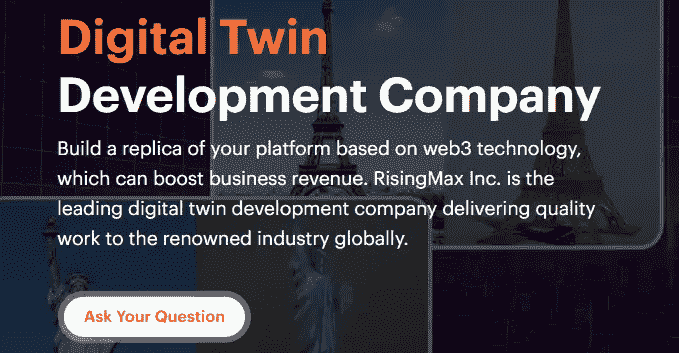 Digital Twin
Development Company
Build a replica of your platform based on web3 technology,
which can boost business revenue. RisingMax Inc. is the
leading digital twin development company delivering quality
work to the renowned industry globally.
Ask Your Question